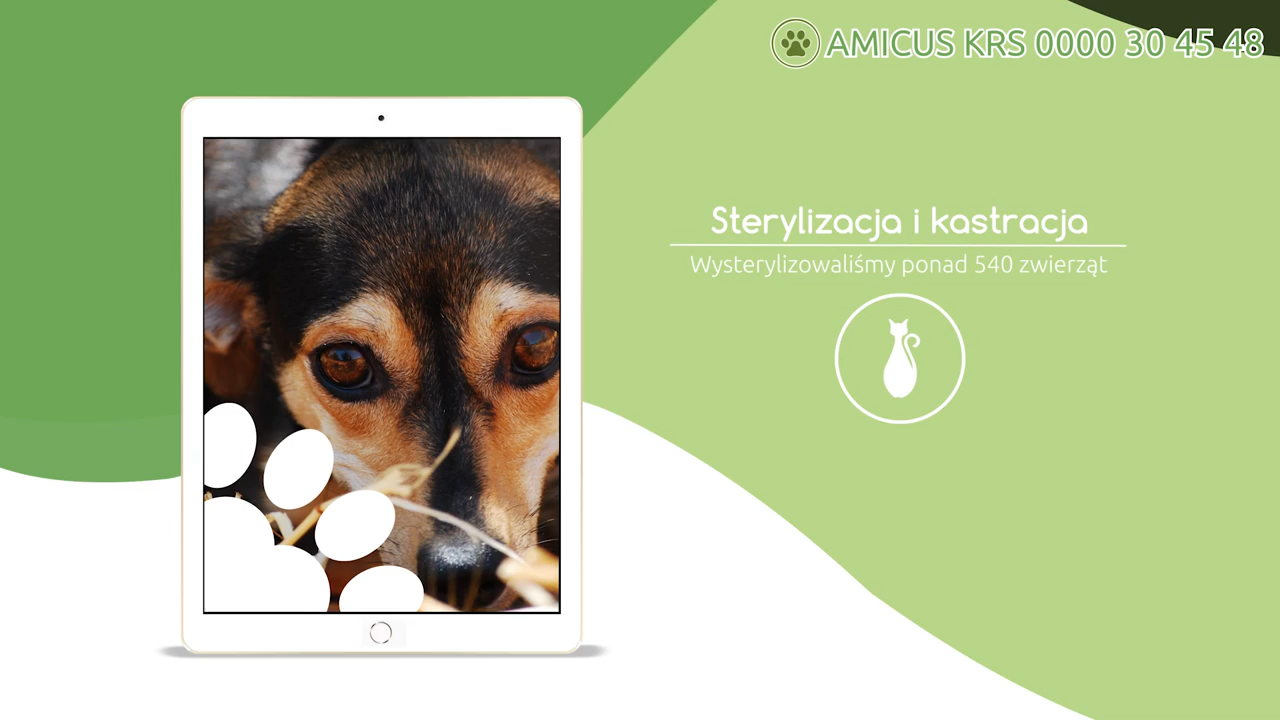 AMICUS KRS 0000 30 45 48
Sterylizacja i kastracja
Wysterylizowaliśmy ponad 540 zwierząt